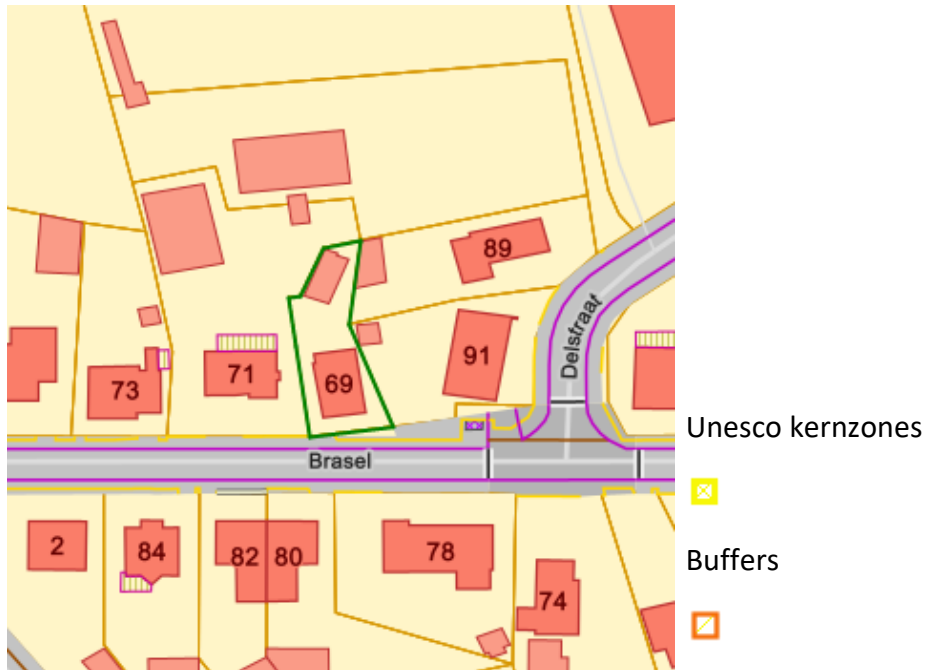 89
Delstraat
91
71
69
73
Unesco kernzones
Brasel
Buffers
2
84
82
80
78
74